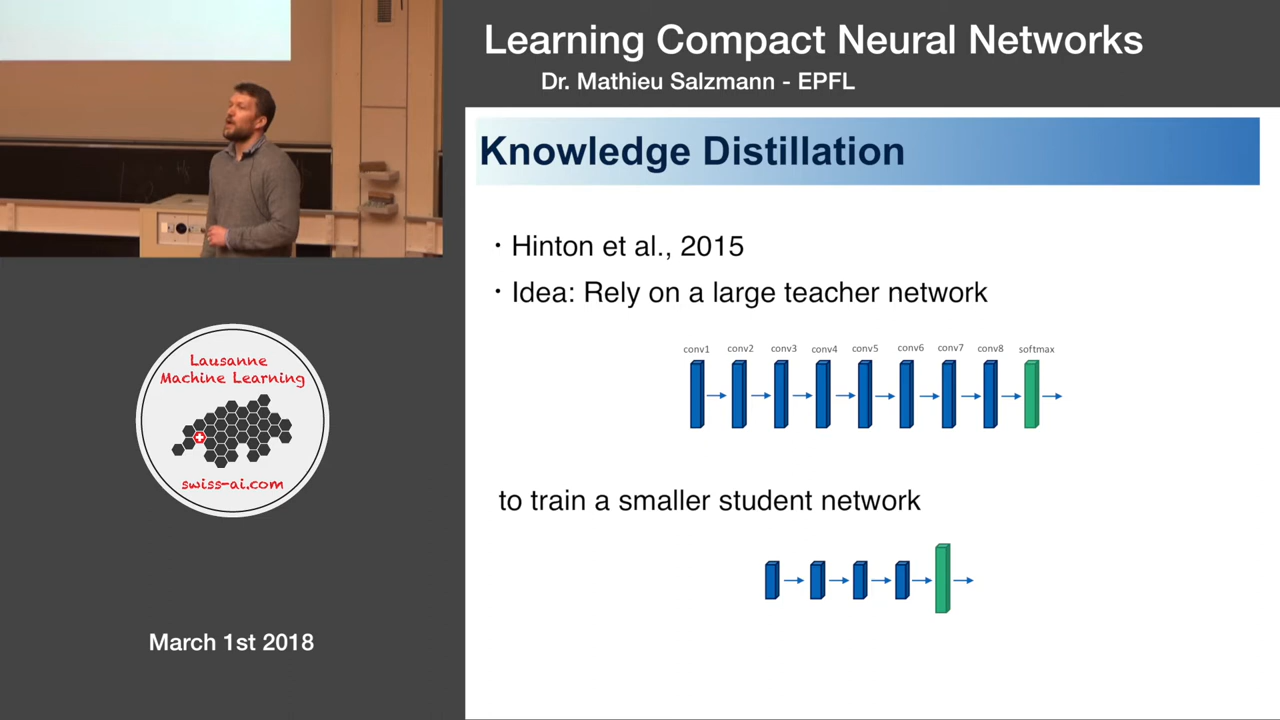 Learning Compact Neural Networks
Dr. Mathieu Salzmann - EPFL
Knowledge Distillation
· Hinton et al., 2015
· Idea: Rely on a large teacher network
conv1 conv2 conv3 conv4 conv5 conv6 conv7 conv8 softmax
to train a smaller student network
Lausanne
Machine Learning
swiss-ai.com
March 1st 2018